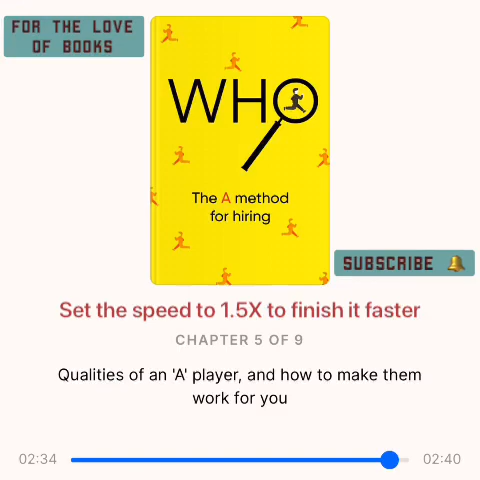 FOR THE LOVE
OF BOOKS
WHO
The A method
for hiring
SUBSCRIBE 🔔
Set the speed to 1.5X to finish it faster
CHAPTER 5 OF 9
Qualities of an 'A' player, and how to make them
work for you
02:34
02:40